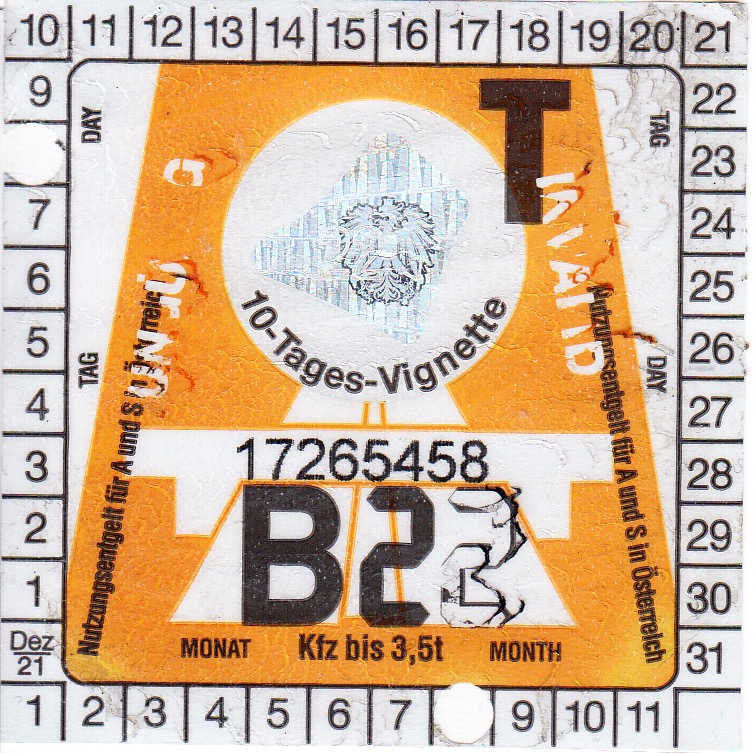 10 11 12 13 14 15 16 17 18 19 20 21
9 22
DAY T TAG
23
7 24
6 25
5 26
TAG DAY
4 27
10-Tages-Vignette
3 17265458 28
2 B23 29
1 30
Nutzungsentgelt für A und S in Österreich
Nutzungsentgelt für A und S in Österreich
MONAT Kfz bis 3,5t MONTH
Dez
21 31
1 2 3 4 5 6 7 9 10 11